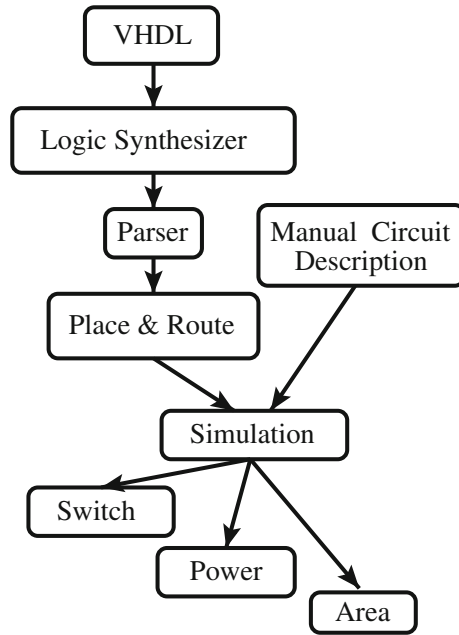 VHDL
Logic Synthesizer
Parser
Manual Circuit
Description
Place & Route
Simulation
Switch
Power
Area